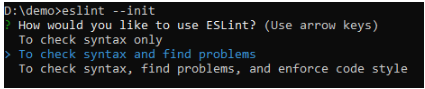 D:\demo>eslint --init
? How would you like to use ESLint? (Use arrow keys)
  To check syntax only
> To check syntax and find problems
  To check syntax, find problems, and enforce code style